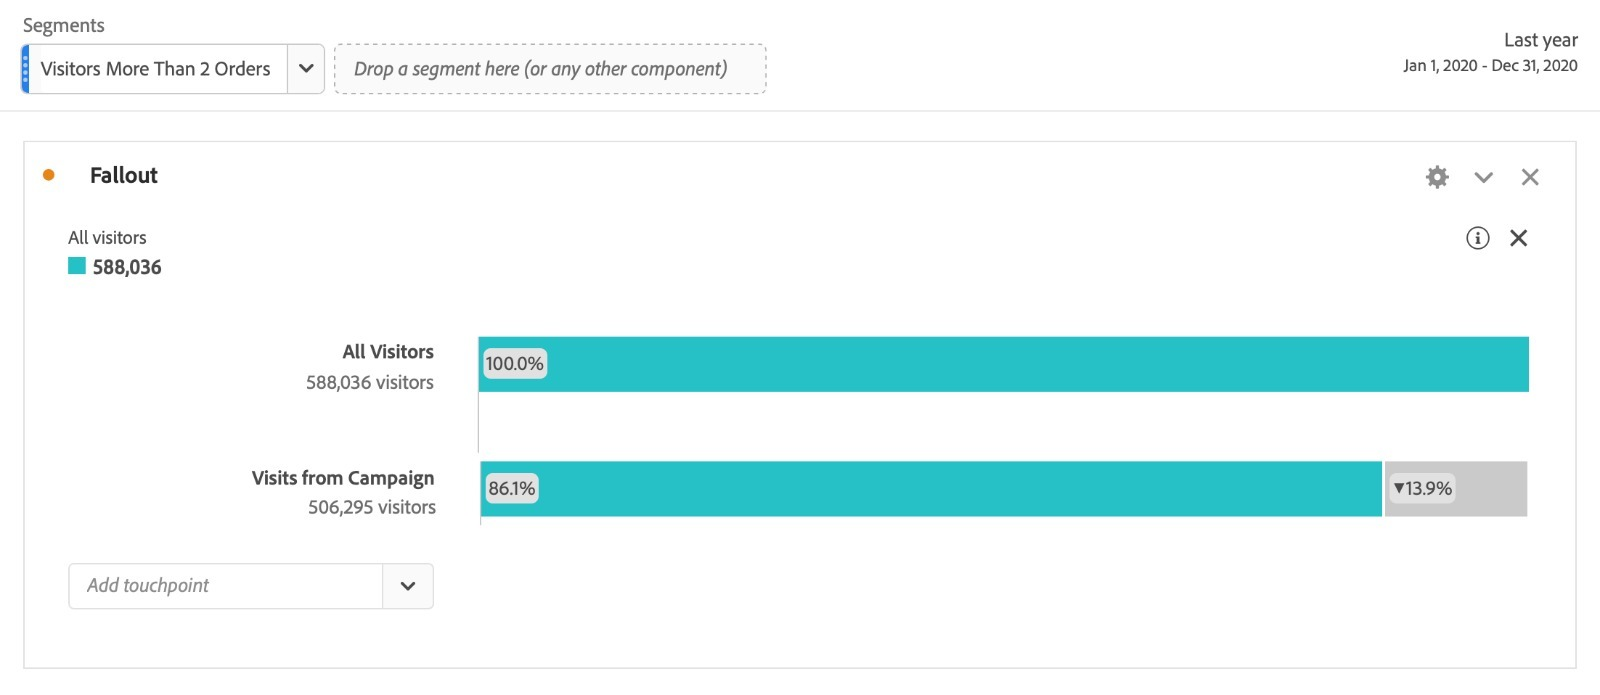 Segments
Visitors More Than 2 Orders
Drop a segment here (or any other component)
Last year
Jan 1, 2020 - Dec 31, 2020
Fallout
All visitors
588,036
All Visitors
588,036 visitors
100.0%
Visits from Campaign
506,295 visitors
86.1%
▼13.9%
Add touchpoint